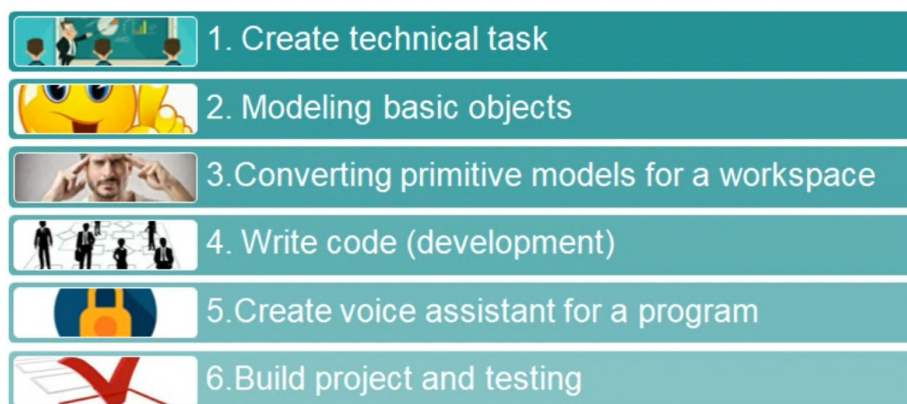 1. Create technical task
2. Modeling basic objects
3.Converting primitive models for a workspace
4. Write code (development)
5.Create voice assistant for a program
6.Build project and testing